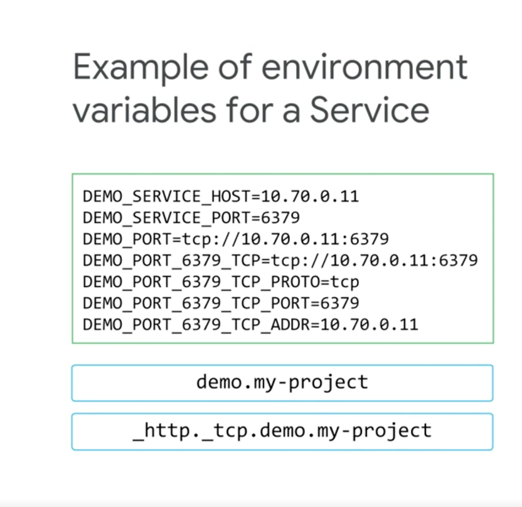 Example of environment
variables for a Service
DEMO_SERVICE_HOST=10.70.0.11
DEMO_SERVICE_PORT=6379
DEMO_PORT=tcp://10.70.0.11:6379
DEMO_PORT_6379_TCP=tcp://10.70.0.11:6379
DEMO_PORT_6379_TCP_PROTO=tcp
DEMO_PORT_6379_TCP_PORT=6379
DEMO_PORT_6379_TCP_ADDR=10.70.0.11
demo.my-project
_http._tcp.demo.my-project